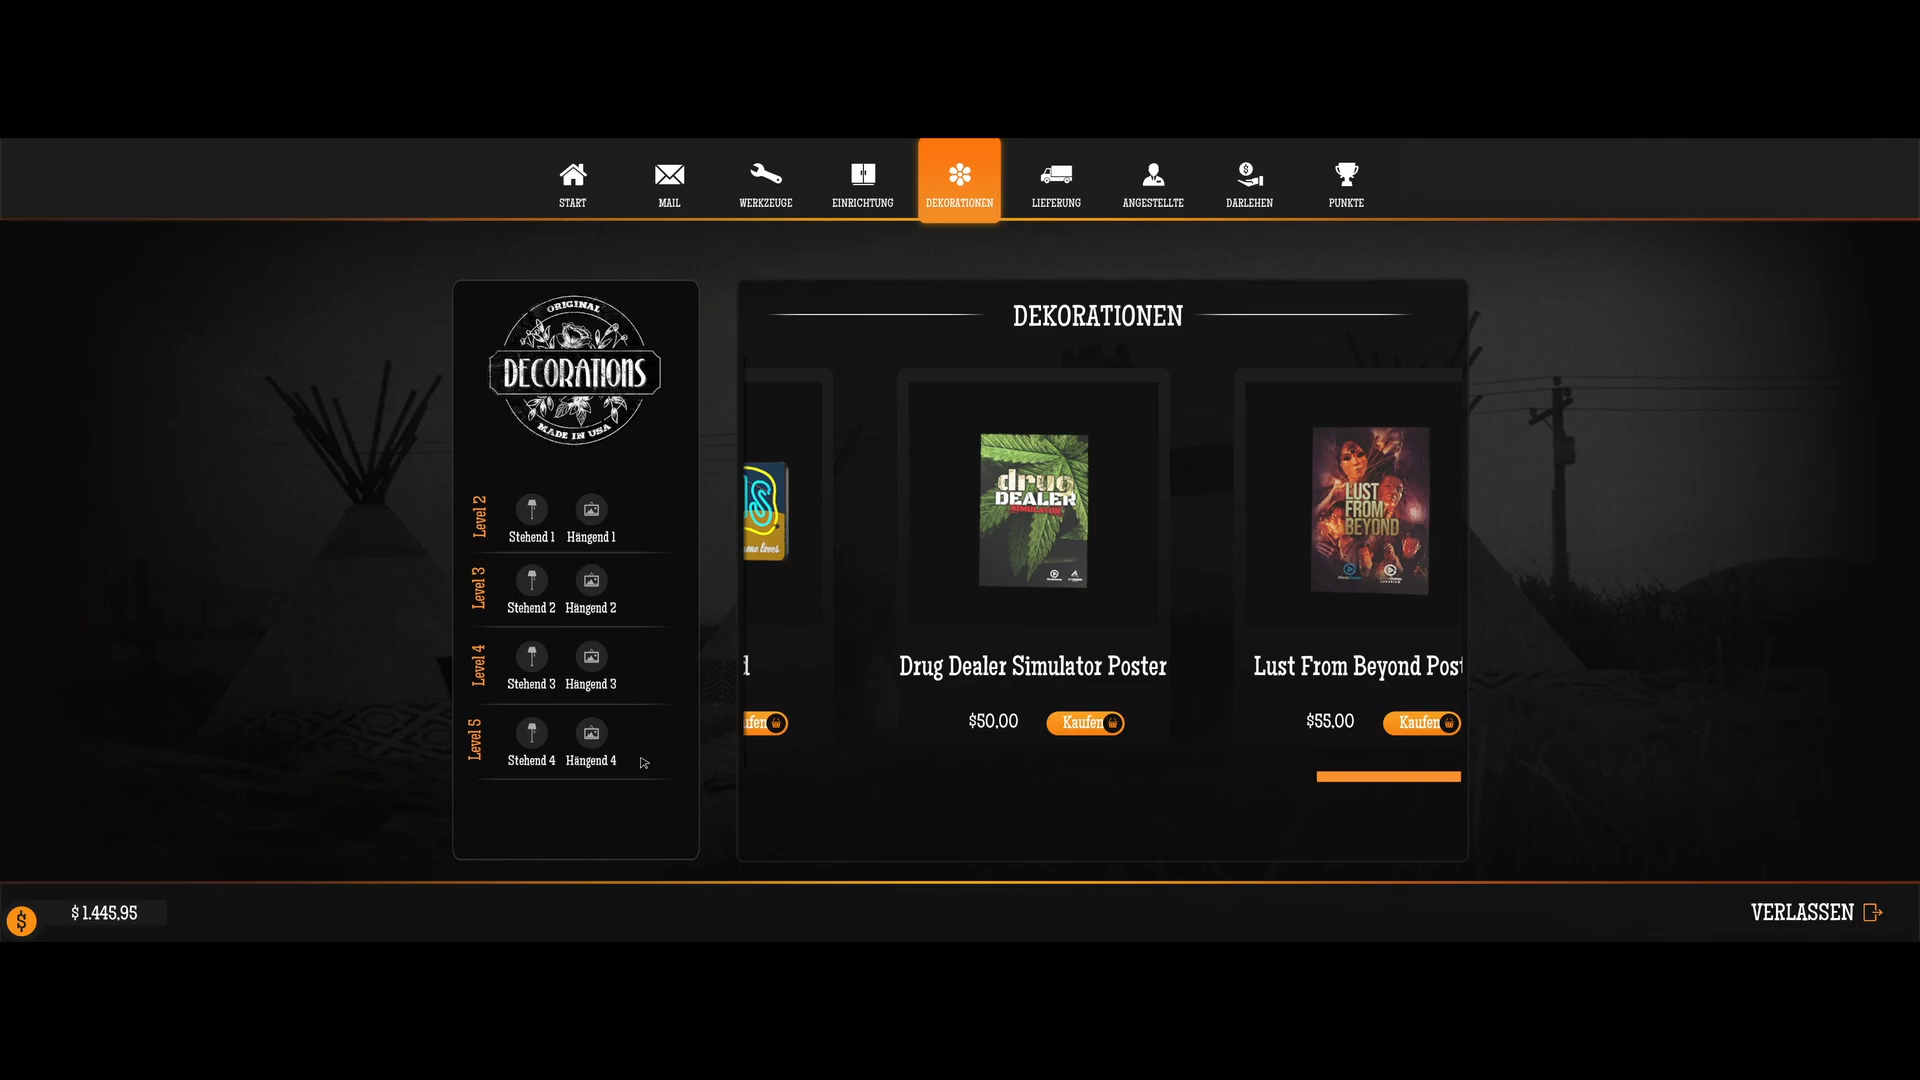 START
MAIL
WERKZEUGE
EINRICHTUNG
DEKORATIONEN
LIEFERUNG
ANGESTELLTE
DARLEHEN
PUNKTE
ORIGINAL
DECORATIONS
MADE IN USA
Level 2
Stehend 1
Hängend 1
Level 3
Stehend 2
Hängend 2
Level 4
Stehend 3
Hängend 3
Level 5
Stehend 4
Hängend 4
DEKORATIONEN
drug
DEALER
SIMULATOR
LUST
FROM
BEYOND
loves
d
Drug Dealer Simulator Poster
Lust From Beyond Post
ufen
$50,00
Kaufen
$55,00
Kaufen
$ 1.445,95
VERLASSEN